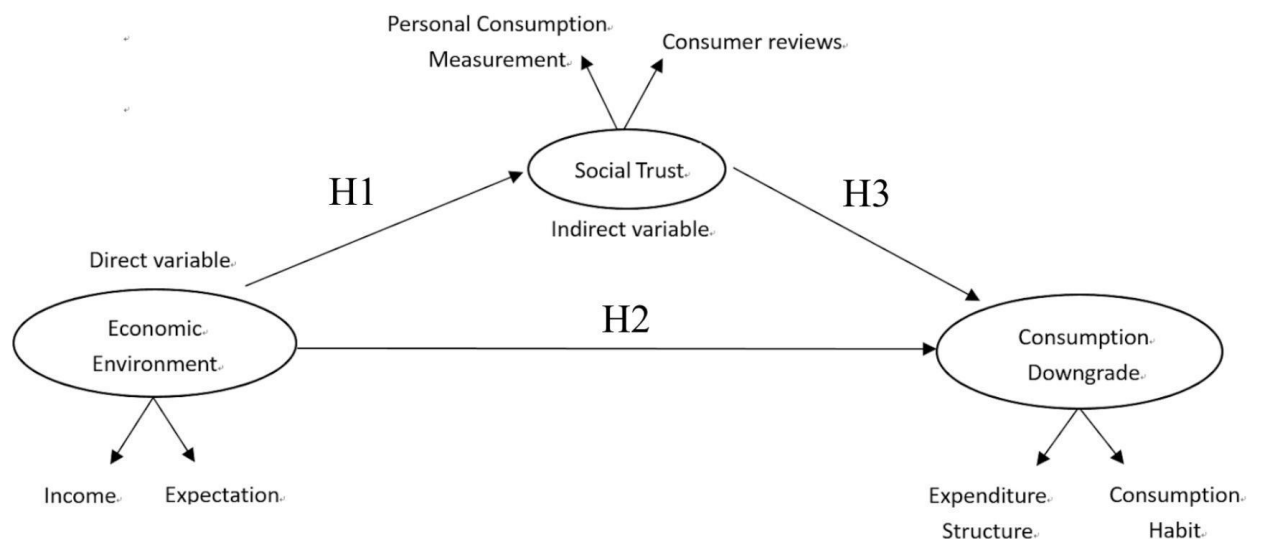 Personal Consumption
Measurement
Consumer reviews
Social Trust
H1
H3
Indirect variable
Direct variable
H2
Economic
Environment
Consumption
Downgrade
Income
Expectation
Expenditure
Structure
Consumption
Habit